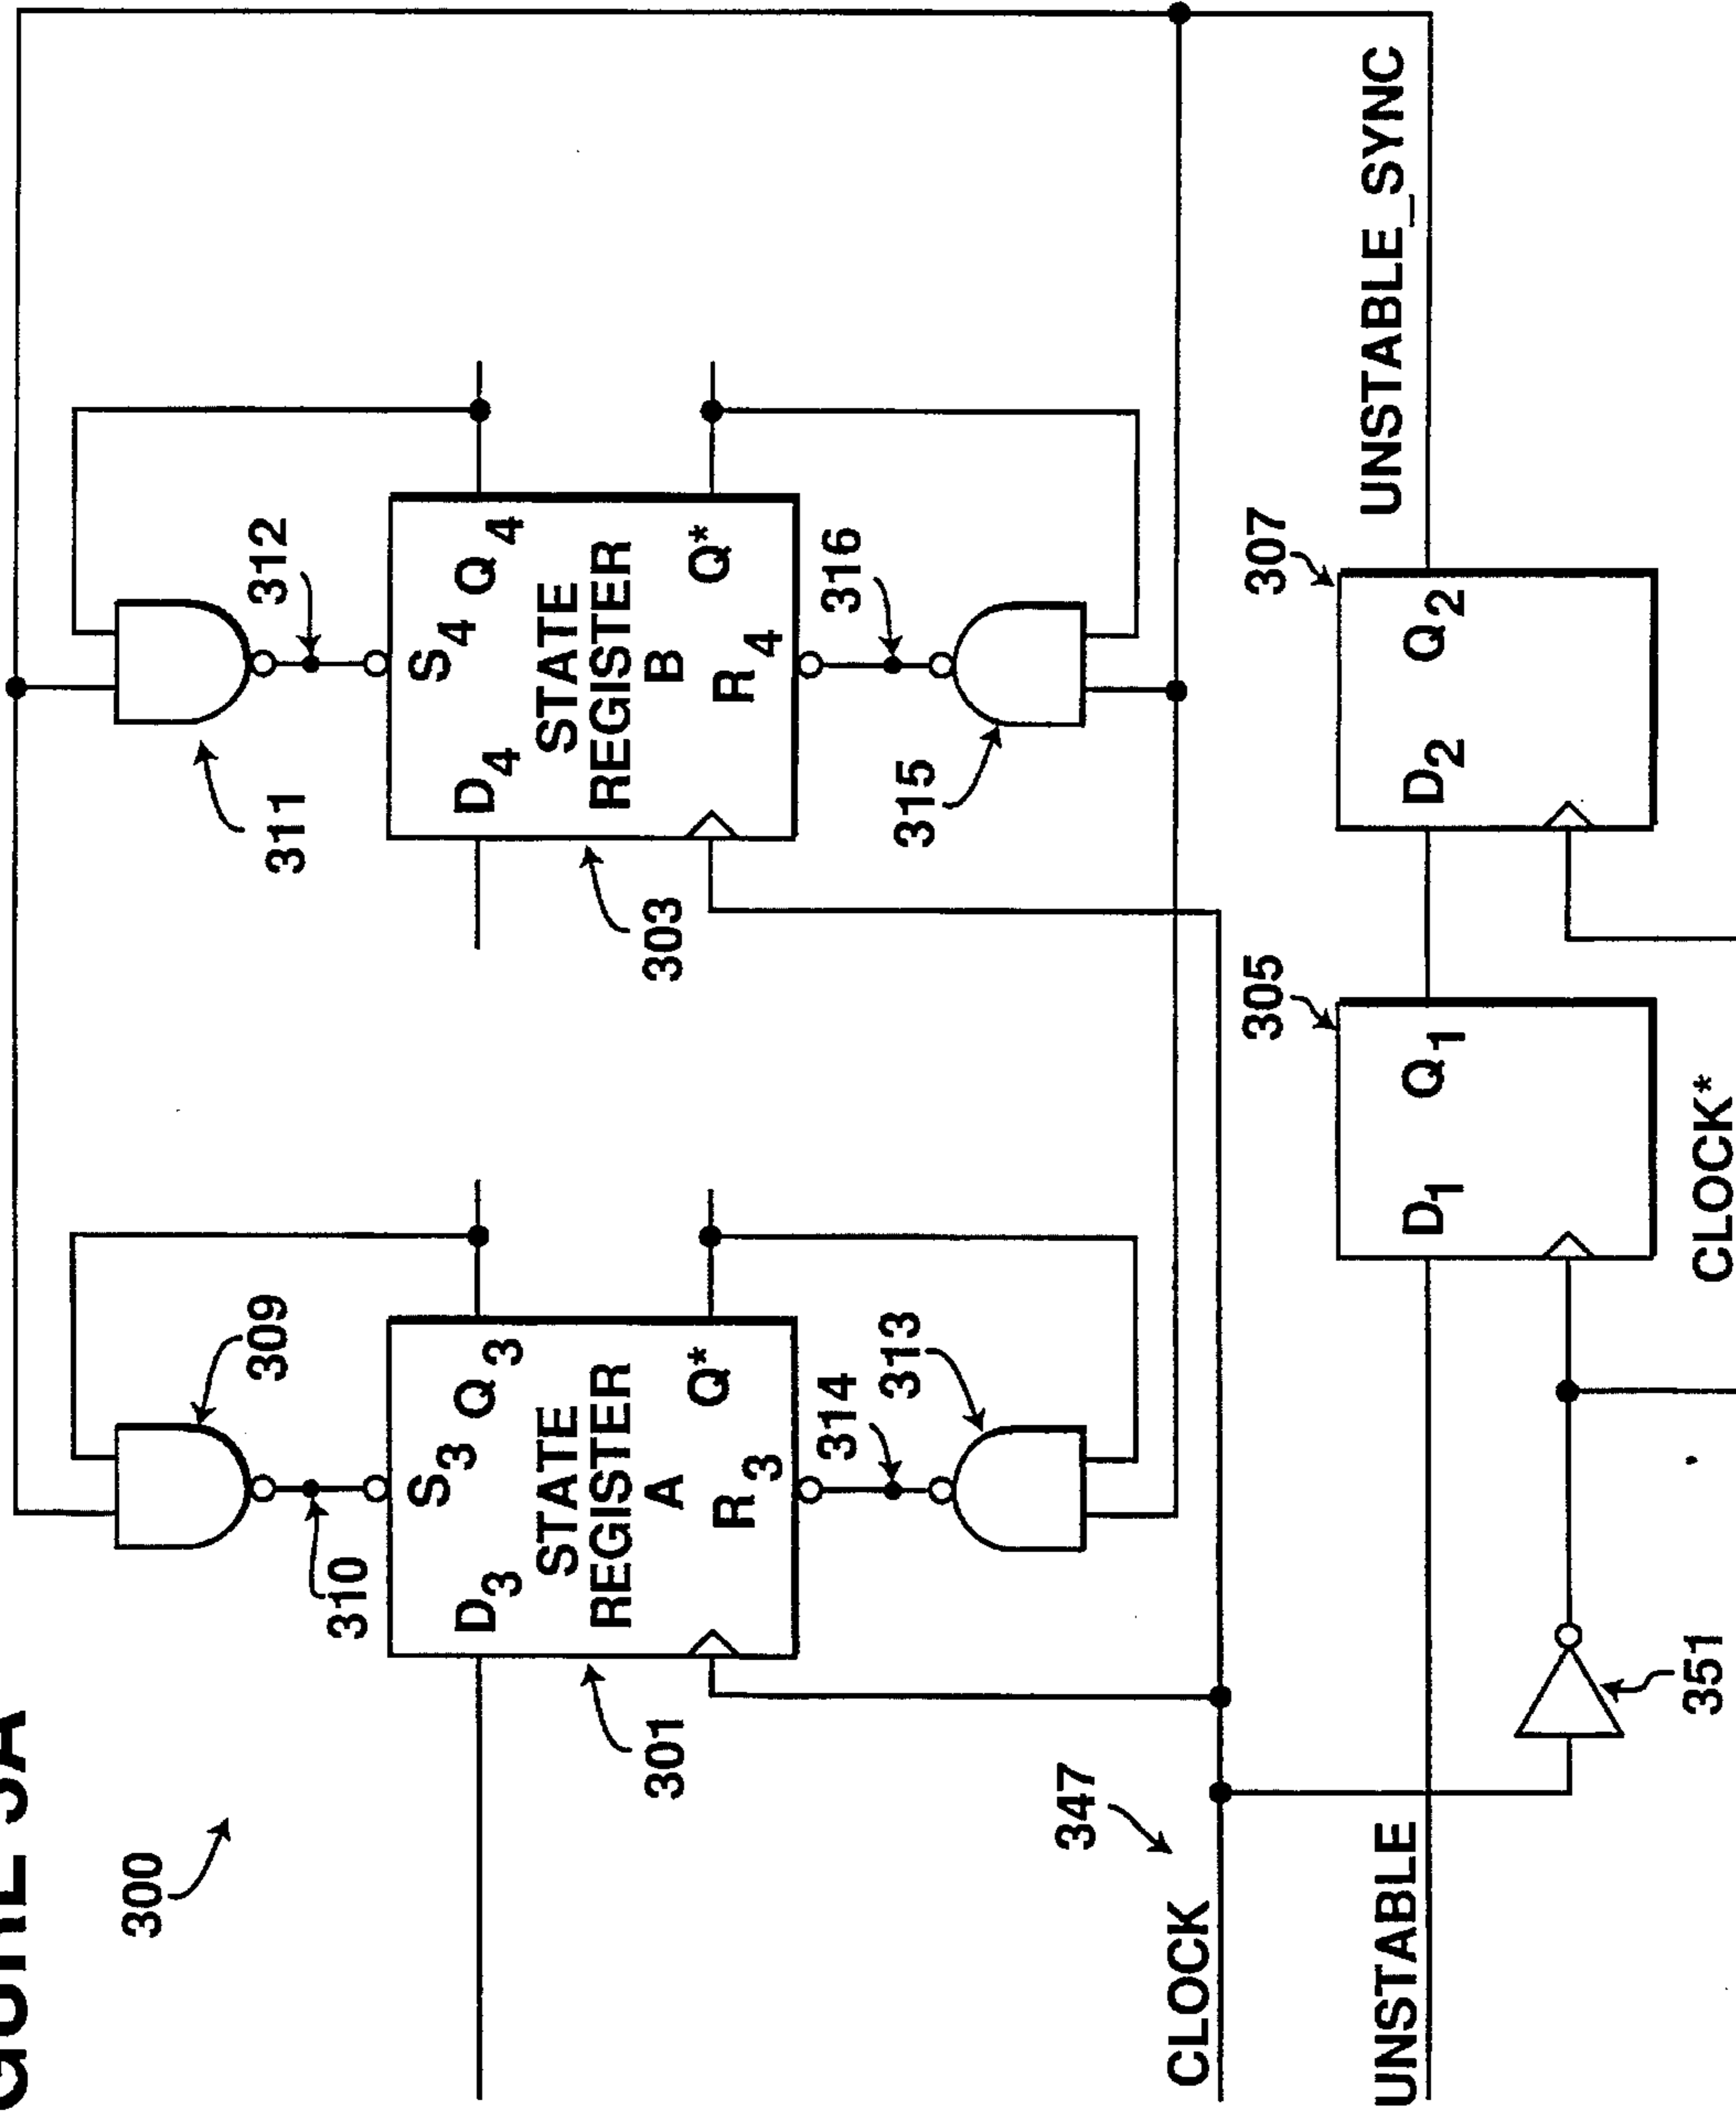 300
309
312
311
310
S3
S4
D3
Q3
D4
Q4
STATE
REGISTER
A
STATE
REGISTER
B
301
303
Q*
Q*
R3
R4
314
316
313
315
347
CLOCK
305
307
UNSTABLE
UNSTABLE_SYNC
D1
Q1
D2
Q2
351
CLOCK*